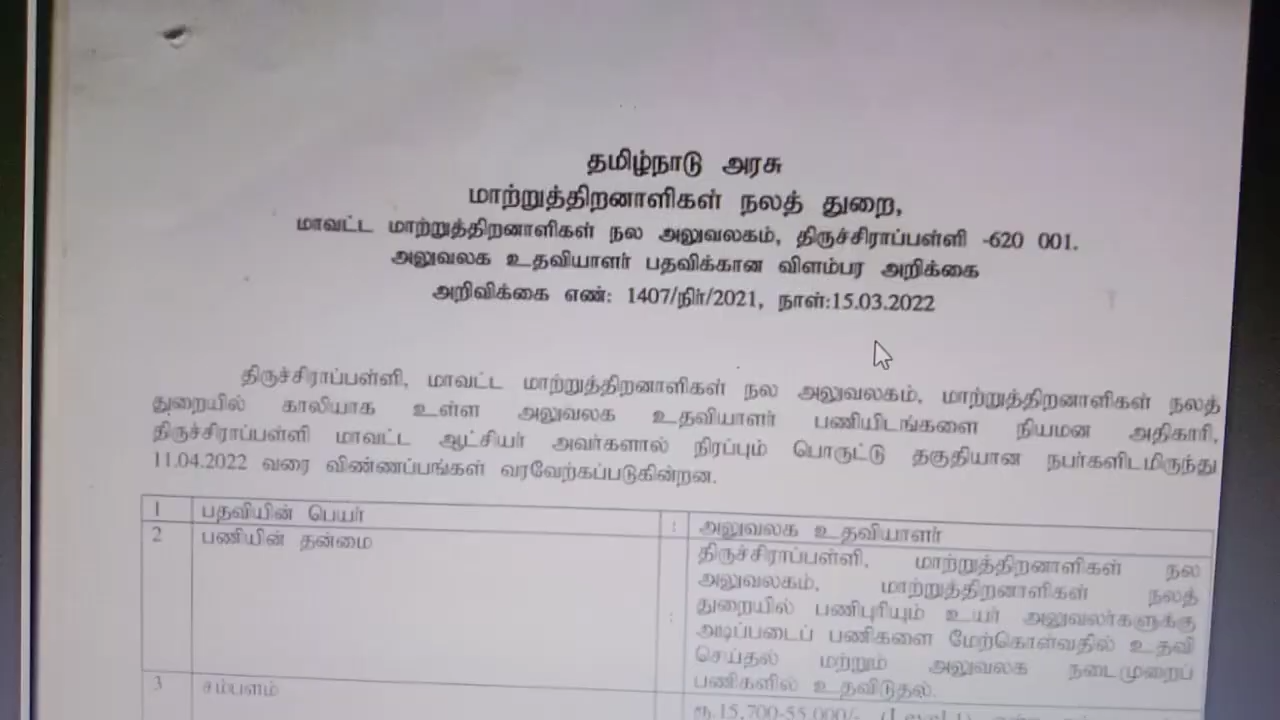 தமிழ்நாடு அரசு
மாற்றுத்திறனாளிகள் நலத் துறை,
மாவட்ட மாற்றுத்திறனாளிகள் நல அலுவலகம், திருச்சிராப்பள்ளி -620 001.
அலுவலக உதவியாளர் பதவிக்கான விளம்பர அறிக்கை
அறிவிக்கை எண்: 1407/நிர்/2021, நாள்:15.03.2022
திருச்சிராப்பள்ளி, மாவட்ட மாற்றுத்திறனாளிகள் நல அலுவலகம், மாற்றுத்திறனாளிகள் நலத்
துறையில் காலியாக உள்ள அலுவலக உதவியாளர் பணியிடங்களை நியமன அதிகாரி,
திருச்சிராப்பள்ளி மாவட்ட ஆட்சியர் அவர்களால் நிரப்பும் பொருட்டு தகுதியான நபர்களிடமிருந்து
11.04.2022 வரை விண்ணப்பங்கள் வரவேற்கப்படுகின்றன.
1 பதவியின் பெயர் : அலுவலக உதவியாளர்
2 பணியின் தன்மை : திருச்சிராப்பள்ளி, மாற்றுத்திறனாளிகள் நல
அலுவலகம், மாற்றுத்திறனாளிகள் நலத்
துறையில் பணிபுரியும் உயர் அலுவலர்களுக்கு
அடிப்படைப் பணிகளை மேற்கொள்வதில் உதவி
செய்தல் மற்றும் அலுவலக நடைமுறைப்
பணிகளில் உதவிடுதல்.
3 சம்பளம் ரூ.15,700-55,000/-